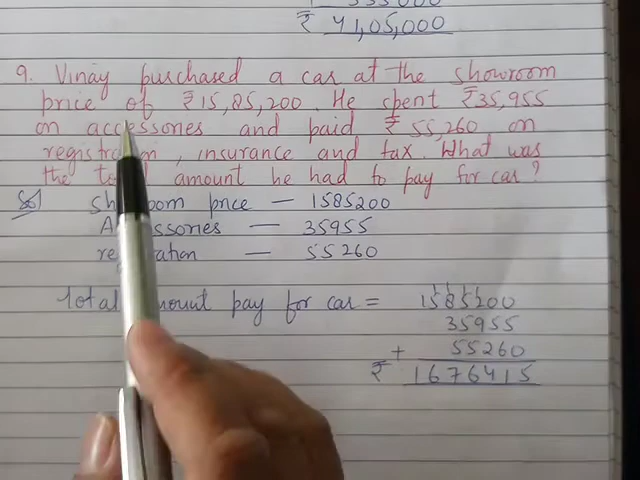 ₹ 41,05,000
9. Vinay purchased a car at the showroom
price of ₹15,85,200. He spent ₹35,955
on accessories and paid ₹ 55,260 on
, insurance and tax. What was
the amount he had to pay for car?
Sol price — 1585200
— 35955
— 55260
Total pay for car = 1585200
35955
+ 55260
₹ 1676415